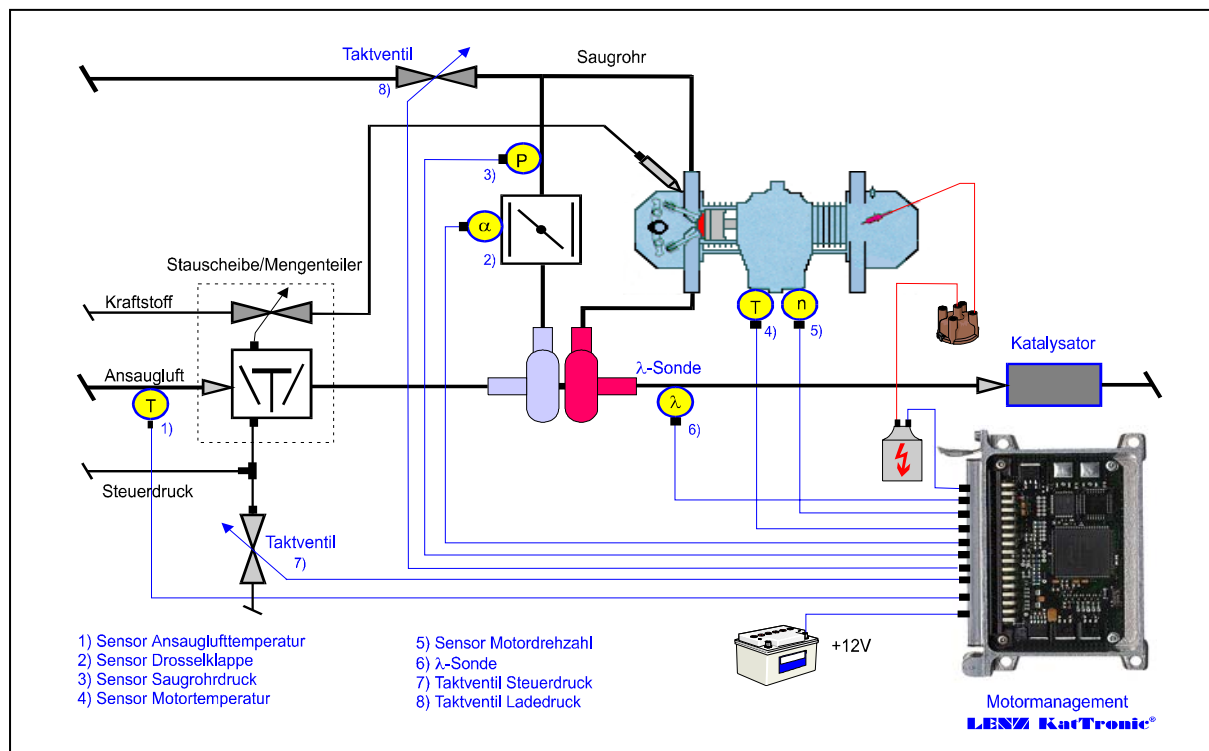 Taktventil
8)
Saugrohr
P
3)
α
2)
Stauscheibe/Mengenteiler
Kraftstoff
T
4)
n
5)
Katalysator
Ansaugluft
T
1)
λ-Sonde
λ
6)
Steuerdruck
Taktventil
7)
1) Sensor Ansauglufttemperatur
2) Sensor Drosselklappe
3) Sensor Saugrohrdruck
4) Sensor Motortemperatur
5) Sensor Motordrehzahl
6) λ-Sonde
7) Taktventil Steuerdruck
8) Taktventil Ladedruck
+12V
Motormanagement
LENZ KatTronic®